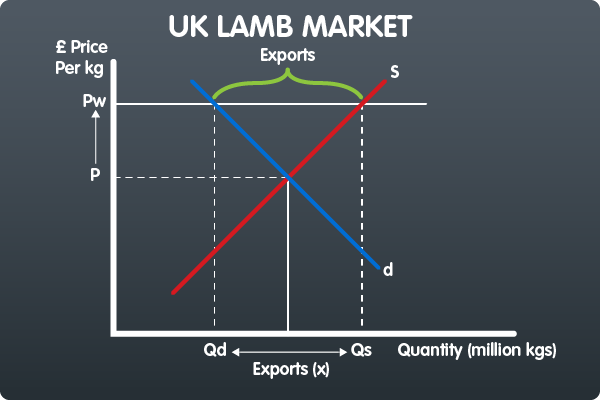 UK LAMB MARKET
£ Price
Per kg
Exports
S
Pw
P
d
Qd
Qs
Quantity (million kgs)
Exports (x)